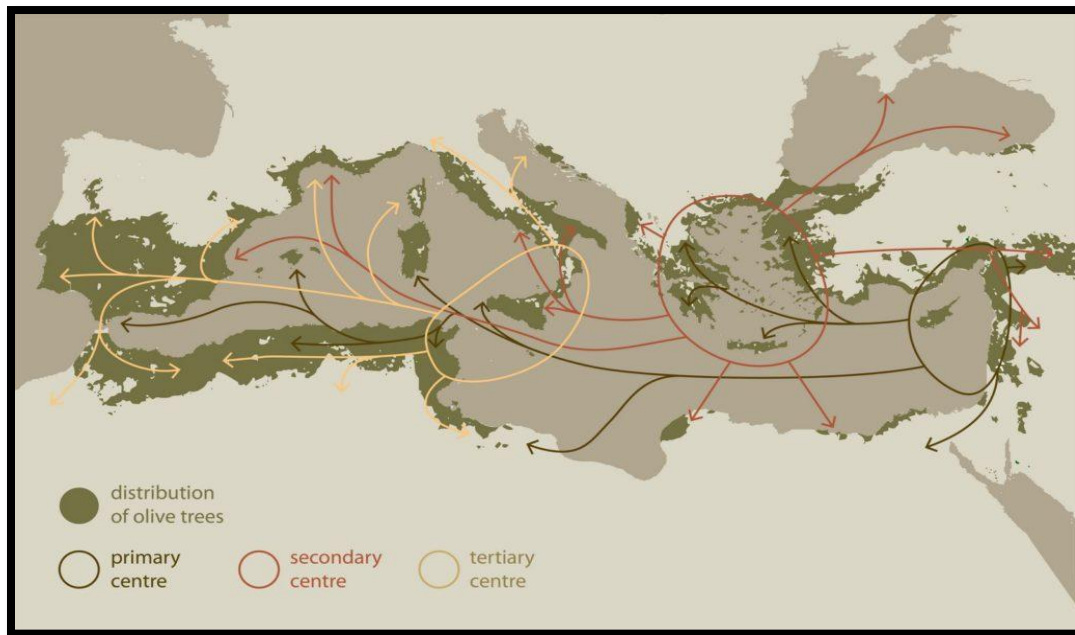 distribution
of olive trees
primary
centre
secondary
centre
tertiary
centre